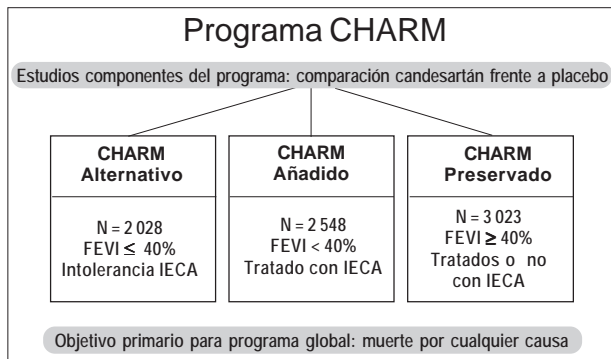 Programa CHARM
Estudios componentes del programa: comparación candesartán frente a placebo
CHARM
Alternativo
N = 2 028
FEVI ≤ 40%
Intolerancia IECA
CHARM
Añadido
N = 2 548
FEVI < 40%
Tratado con IECA
CHARM
Preservado
N = 3 023
FEVI ≥ 40%
Tratados o no
con IECA
Objetivo primario para programa global: muerte por cualquier causa